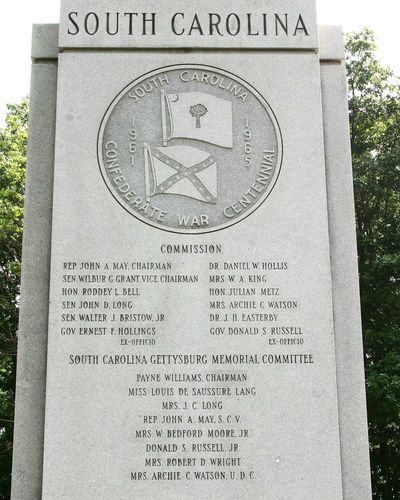 SOUTH CAROLINA
SOUTH CAROLINA
1961 1965
CONFEDERATE WAR CENTENNIAL
COMMISSION
REP. JOHN A. MAY, CHAIRMAN DR. DANIEL W. HOLLIS
SEN. WILBUR G. GRANT, VICE CHAIRMAN MRS. W. A. KING
HON. RODDEY L. BELL HON. JULIAN METZ
SEN. JOHN D. LONG MRS. ARCHIE C. WATSON
SEN. WALTER J. BRISTOW, JR. DR. J. H. EASTERBY
GOV. ERNEST F. HOLLINGS GOV. DONALD S. RUSSELL
EX-OFFICIO EX-OFFICIO
SOUTH CAROLINA GETTYSBURG MEMORIAL COMMITTEE
PAYNE WILLIAMS, CHAIRMAN
MISS LOUIS DE SAUSSURE LANG
MRS. J. C. LONG
REP. JOHN A. MAY, S.C.V.
MRS. W. BEDFORD MOORE, JR.
DONALD S. RUSSELL, JR.
MRS. ROBERT D. WRIGHT
MRS. ARCHIE C. WATSON, U.D.C.